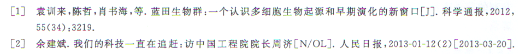 [1] 袁训来,陈哲,肖书海,等.蓝田生物群:一个认识多细胞生物起源和早期演化的新窗口[J].科学通报,2012,
55(34):3219.
[2] 余建斌.我们的科技一直在追赶:访中国工程院院长周济[N/OL].人民日报,2013-01-12(2)[2013-03-20].